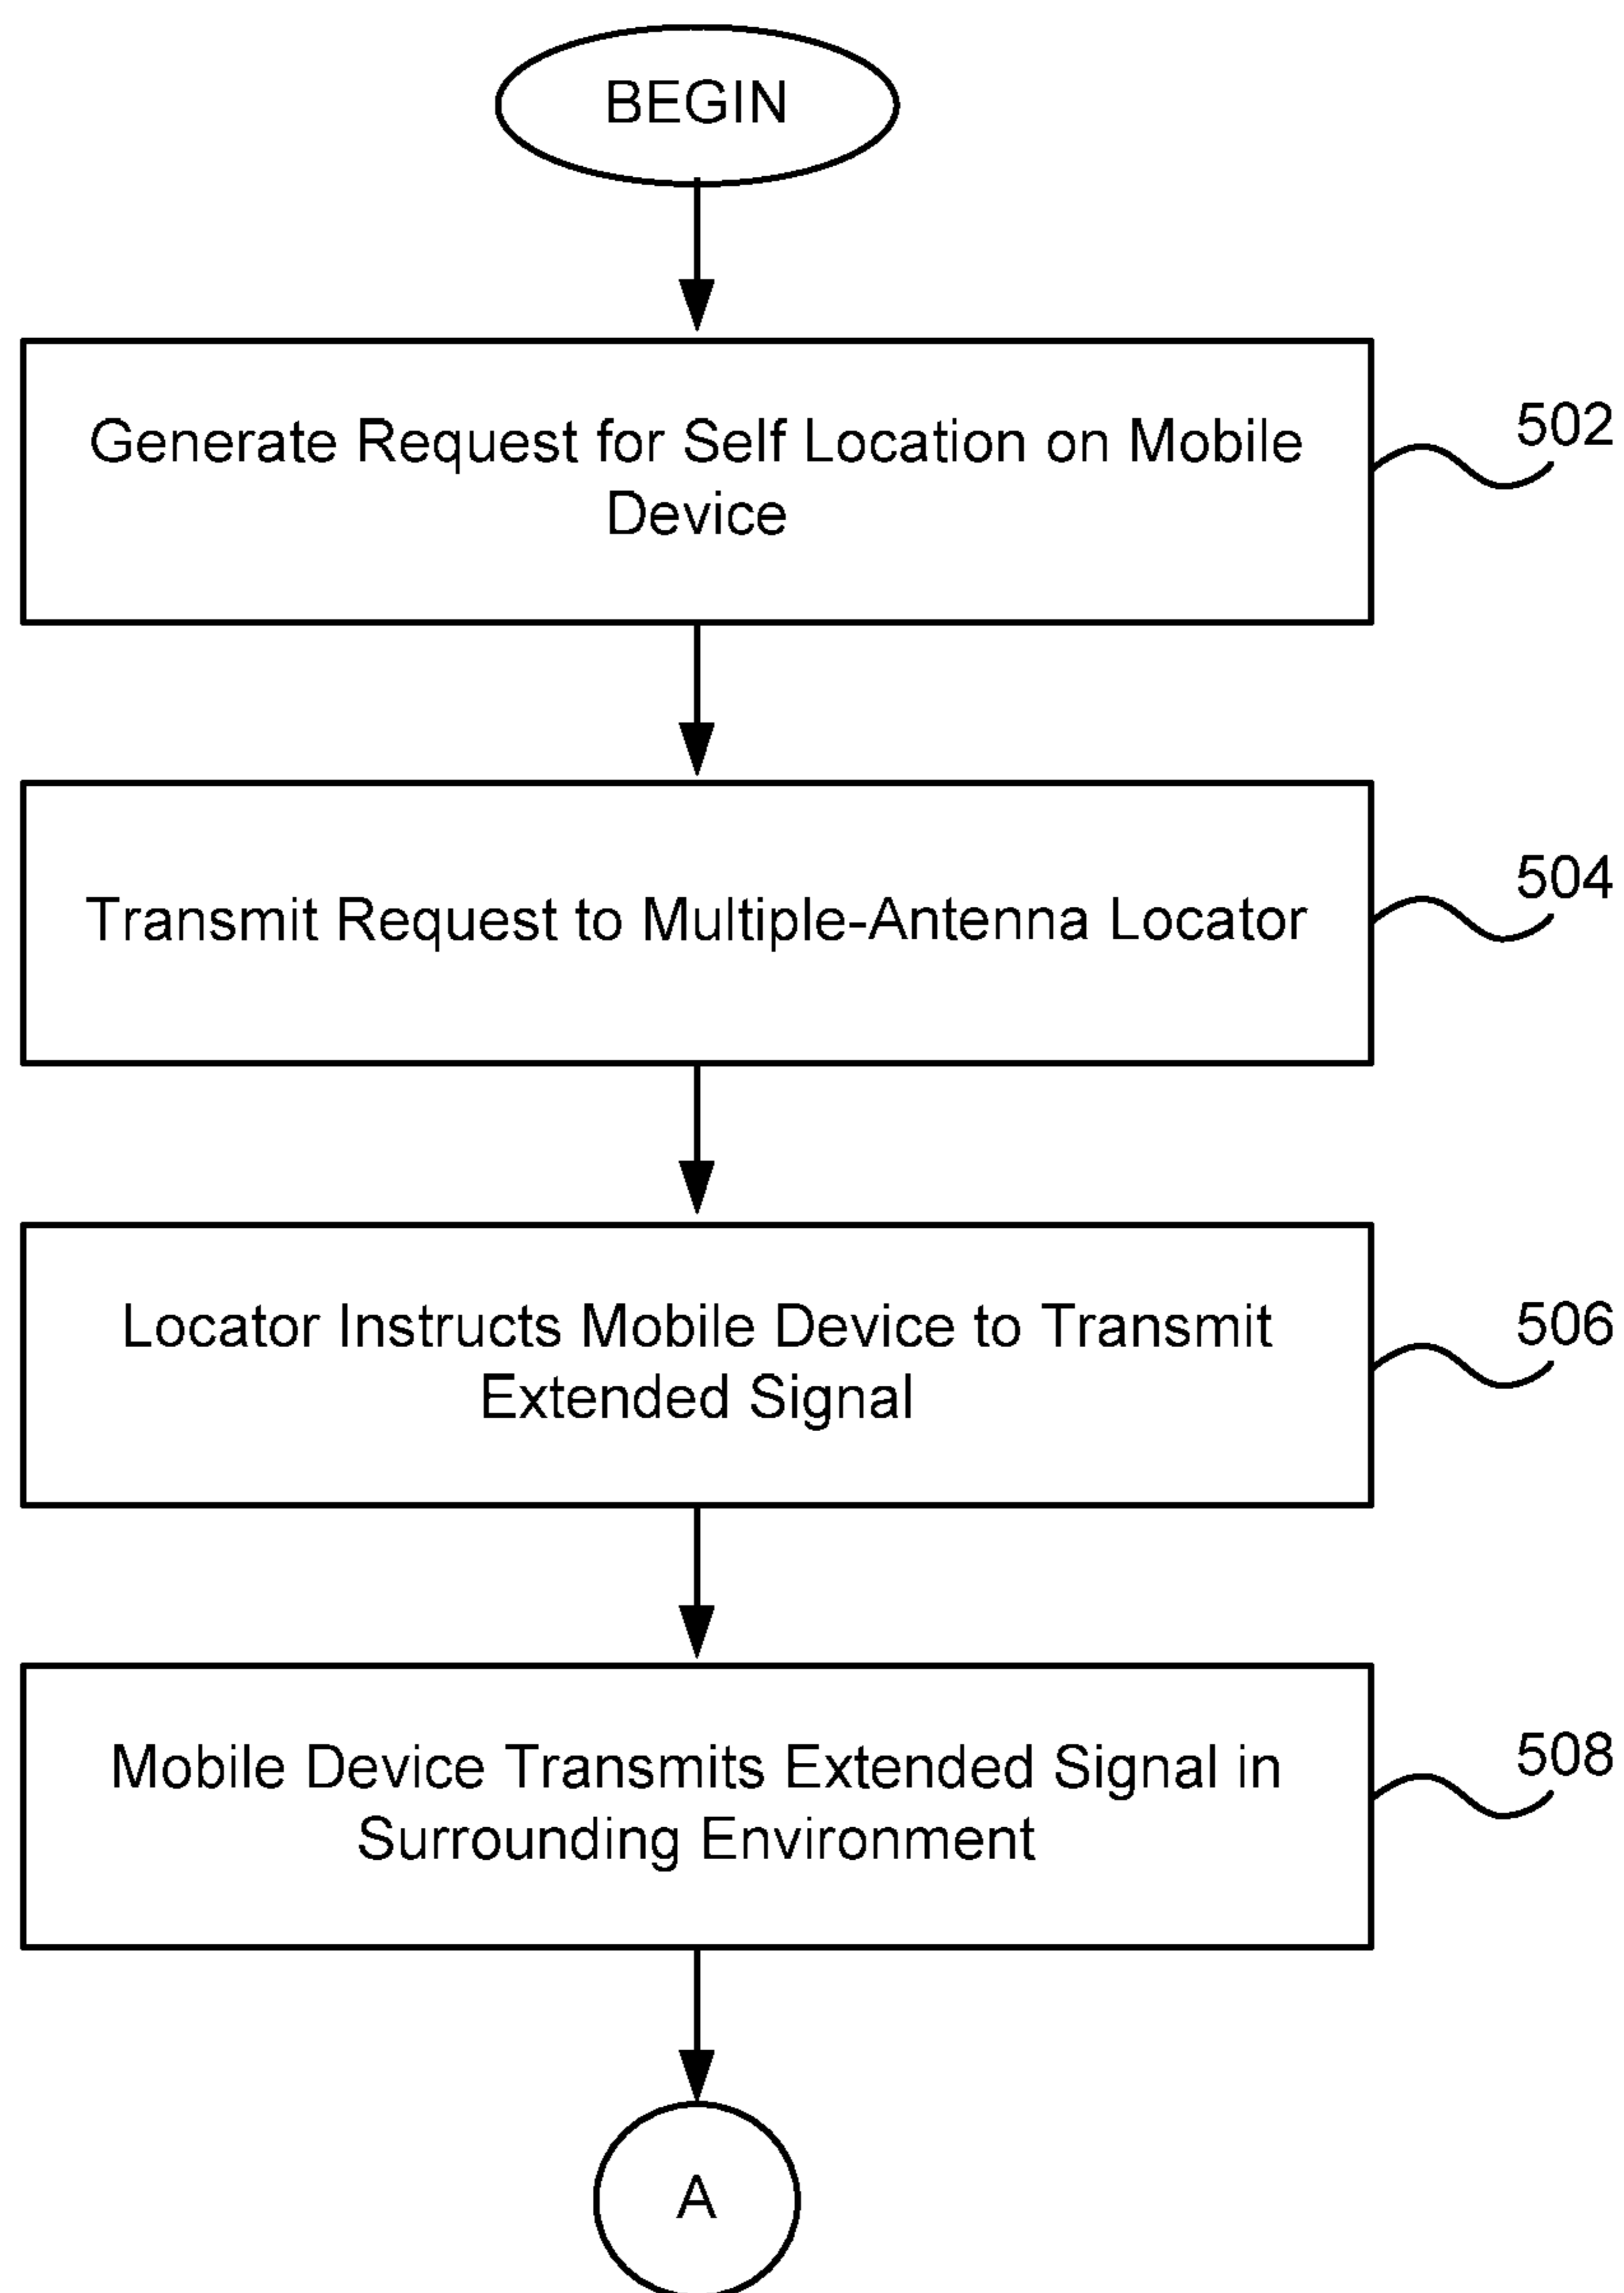 BEGIN
Generate Request for Self Location on Mobile
Device
502
Transmit Request to Multiple-Antenna Locator
504
Locator Instructs Mobile Device to Transmit
Extended Signal
506
Mobile Device Transmits Extended Signal in
Surrounding Environment
508
A